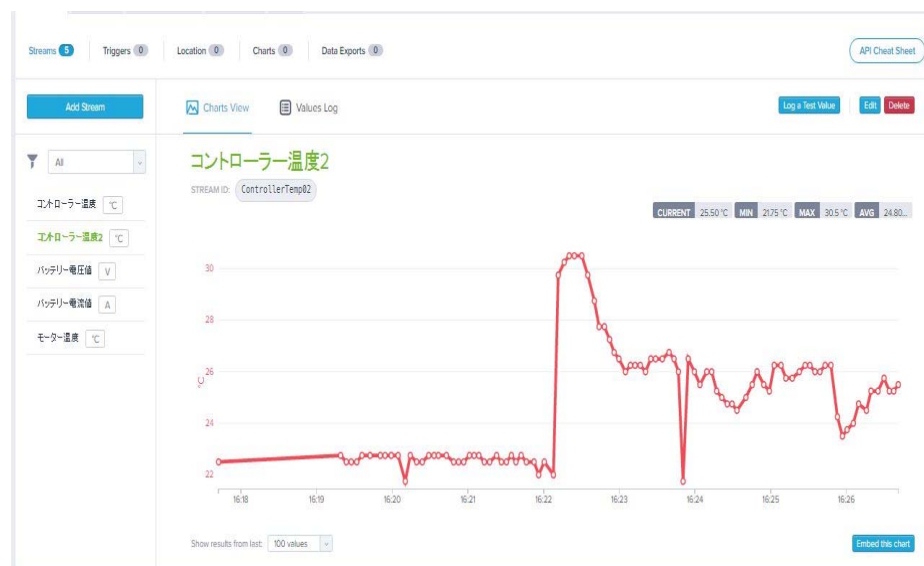 Streams 5 Triggers 0 Location 0 Charts 0 Data Exports 0 API Cheat Sheet
Add Stream
Charts View Values Log Log a Test Value Edit Delete
All
コントローラー温度 ℃
コントローラー温度2 ℃
バッテリー電圧値 V
バッテリー電流値 A
モーター温度 ℃
コントローラー温度2
STREAM ID: ControllerTemp02
CURRENT 25.50 °C MIN 21.75 °C MAX 30.5 °C AVG 24.80...
30
28
26
24
22
℃
16:18 16:19 16:20 16:21 16:22 16:23 16:24 16:25 16:26
Show results from last: 100 values
Embed this chart